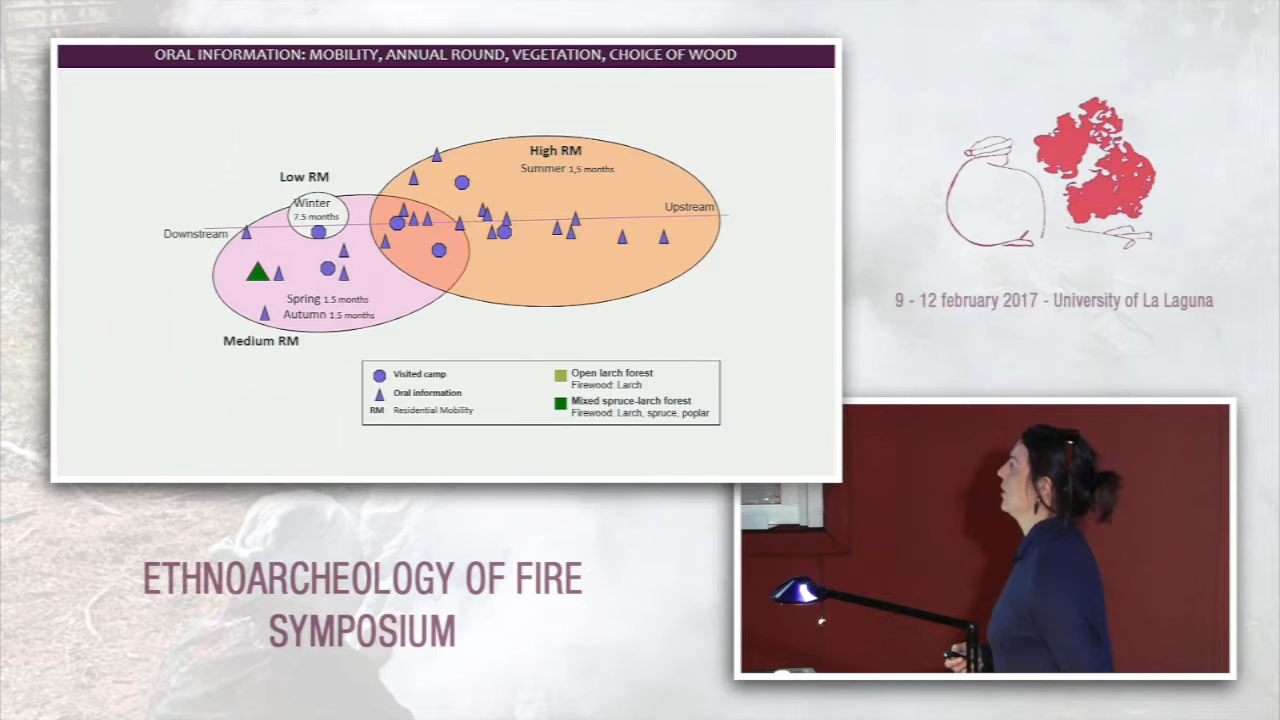 ORAL INFORMATION: MOBILITY, ANNUAL ROUND, VEGETATION, CHOICE OF WOOD
High RM
Summer 1,5 months
Low RM
Winter
7.5 months
Upstream
Downstream
Spring 1.5 months
Autumn 1.5 months
Medium RM
Visited camp
Oral information
RM Residential Mobility
Open larch forest
Firewood: Larch
Mixed spruce-larch forest
Firewood: Larch, spruce, poplar
9 - 12 february 2017 - University of La Laguna
ETHNOARCHEOLOGY OF FIRE
SYMPOSIUM